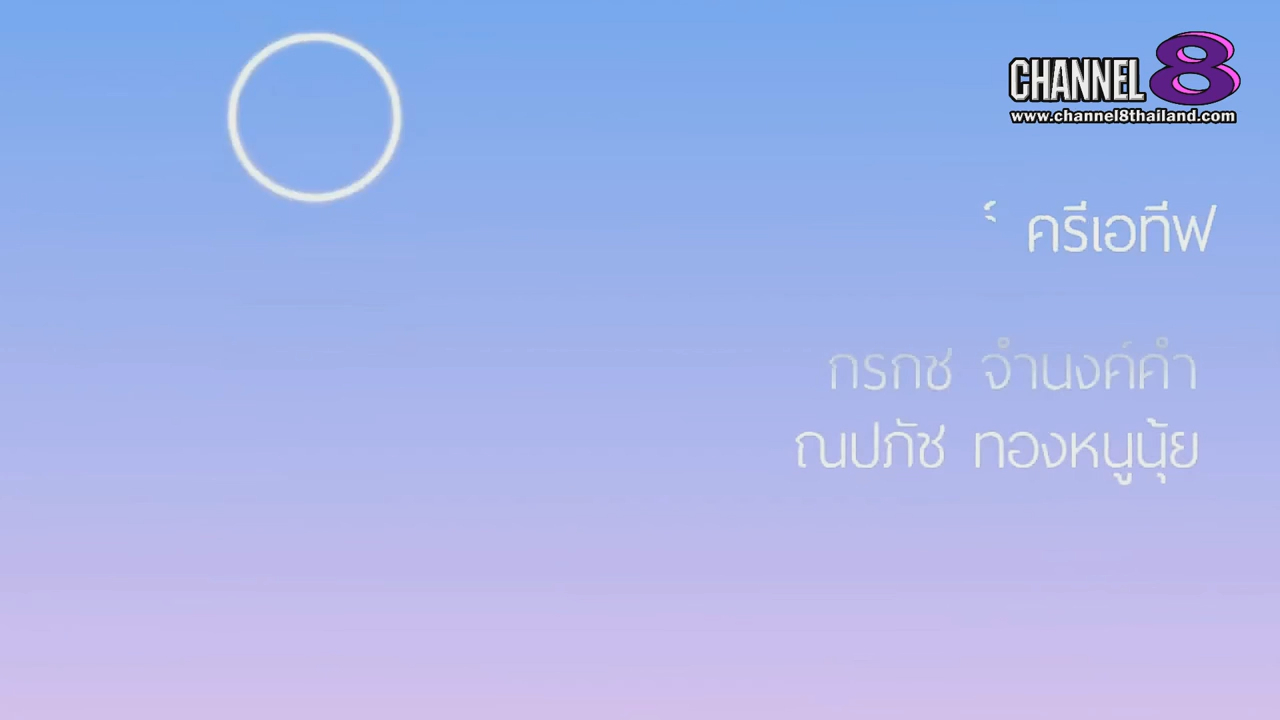 CHANNEL 8
www.channel8thailand.com
ครีเอทีฟ
กรกช จำนงค์คำ
ณปภัช ทองหนูนุ้ย